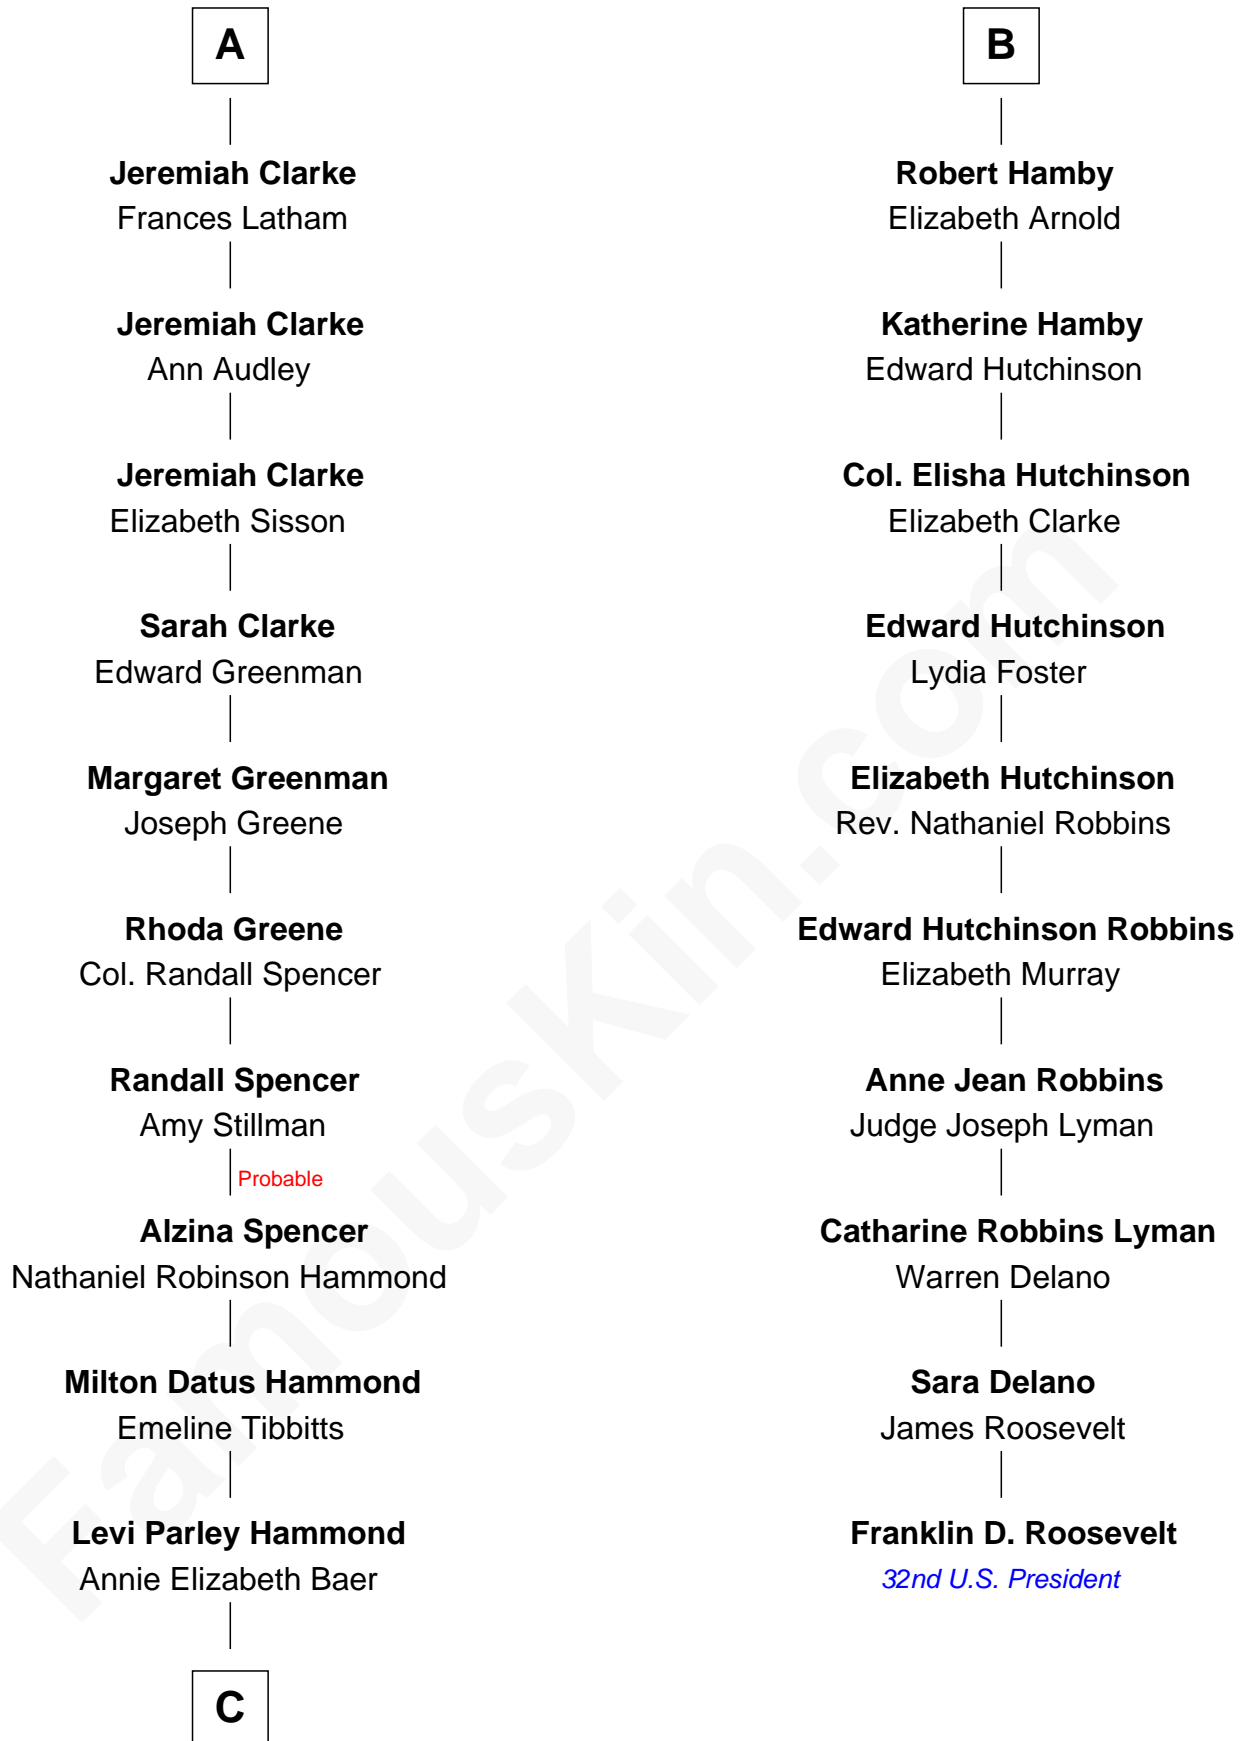 A
Jeremiah Clarke
Frances Latham
Jeremiah Clarke
Ann Audley
Jeremiah Clarke
Elizabeth Sisson
Sarah Clarke
Edward Greenman
Margaret Greenman
Joseph Greene
Rhoda Greene
Col. Randall Spencer
Randall Spencer
Amy Stillman
Probable
Alzina Spencer
Nathaniel Robinson Hammond
Milton Datus Hammond
Emeline Tibbitts
Levi Parley Hammond
Annie Elizabeth Baer
C
B
Robert Hamby
Elizabeth Arnold
Katherine Hamby
Edward Hutchinson
Col. Elisha Hutchinson
Elizabeth Clarke
Edward Hutchinson
Lydia Foster
Elizabeth Hutchinson
Rev. Nathaniel Robbins
Edward Hutchinson Robbins
Elizabeth Murray
Anne Jean Robbins
Judge Joseph Lyman
Catharine Robbins Lyman
Warren Delano
Sara Delano
James Roosevelt
Franklin D. Roosevelt
32nd U.S. President
FamousKin.com